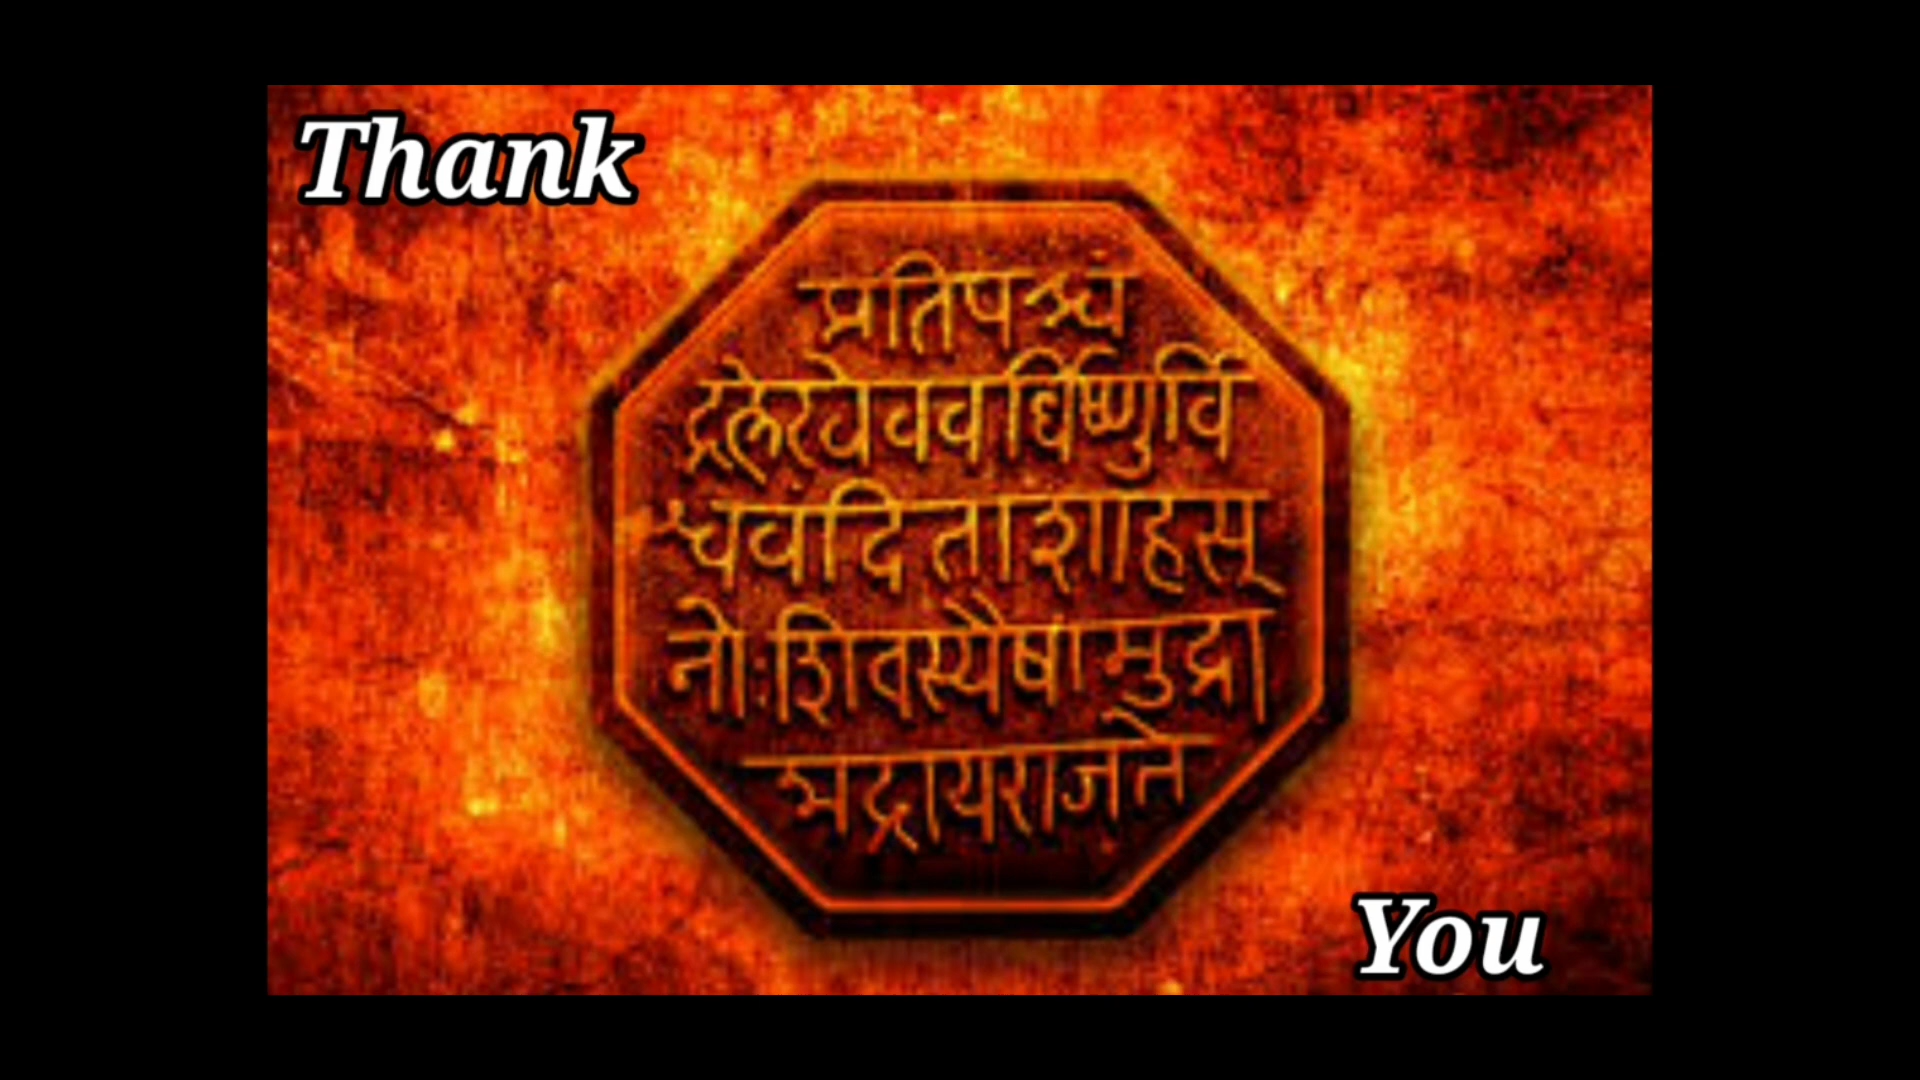 Thank
प्रतिपच्चं
द्रलेखेववर्धिष्णुर्वि
श्ववंदिताशाहसू
नोःशिवस्यैषामुद्रा
भद्रायराजते
You